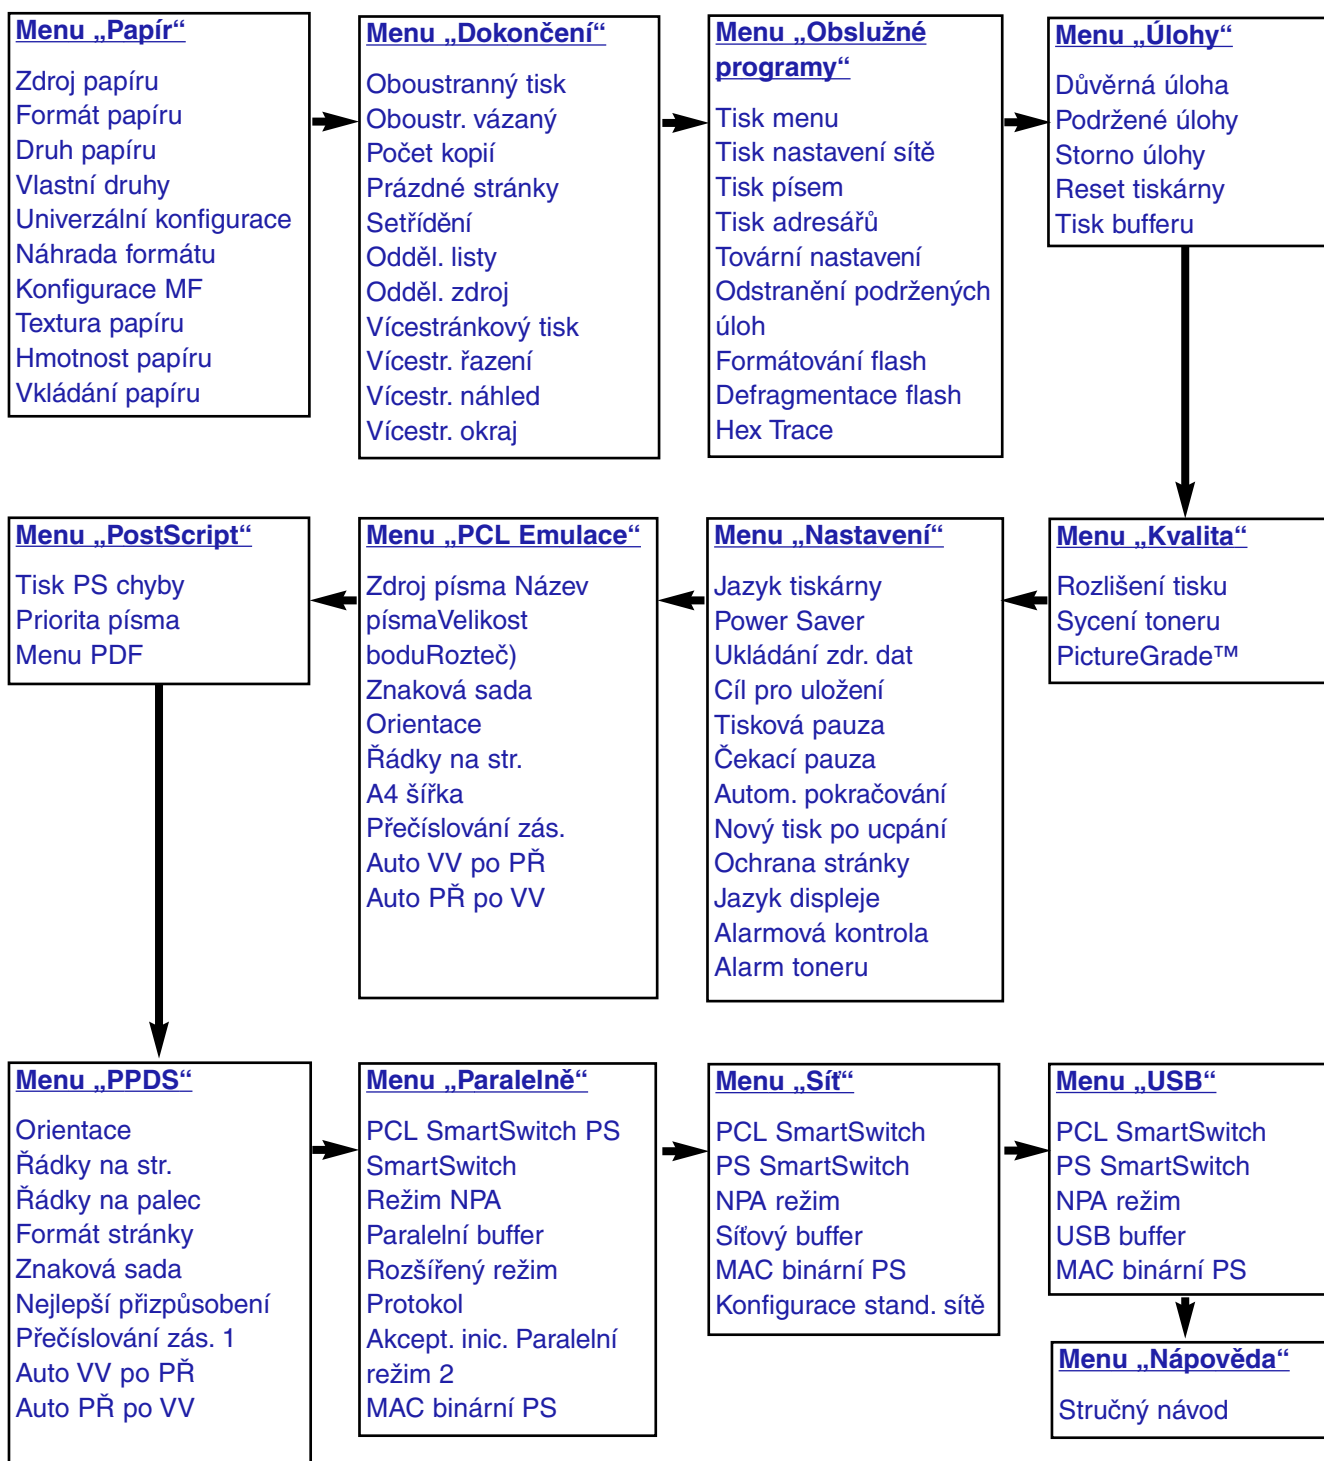 Menu „Papír“
Zdroj papíru
Formát papíru
Druh papíru
Vlastní druhy
Univerzální konfigurace
Náhrada formátu
Konfigurace MF
Textura papíru
Hmotnost papíru
Vkládání papíru
Menu „Dokončení“
Oboustranný tisk
Oboustr. vázaný
Počet kopií
Prázdné stránky
Setřídění
Odděl. listy
Odděl. zdroj
Vícestránkový tisk
Vícestr. řazení
Vícestr. náhled
Vícestr. okraj
Menu „Obslužné
programy“
Tisk menu
Tisk nastavení sítě
Tisk písem
Tisk adresářů
Tovární nastavení
Odstranění podržených
úloh
Formátování flash
Defragmentace flash
Hex Trace
Menu „Úlohy“
Důvěrná úloha
Podržené úlohy
Storno úlohy
Reset tiskárny
Tisk bufferu
Menu „PostScript“
Tisk PS chyby
Priorita písma
Menu PDF
Menu „PCL Emulace“
Zdroj písma Název
písmaVelikost
boduRozteč)
Znaková sada
Orientace
Řádky na str.
A4 šířka
Přečíslování zás.
Auto VV po PŘ
Auto PŘ po VV
Menu „Nastavení“
Jazyk tiskárny
Power Saver
Ukládání zdr. dat
Cíl pro uložení
Tisková pauza
Čekací pauza
Autom. pokračování
Nový tisk po ucpání
Ochrana stránky
Jazyk displeje
Alarmová kontrola
Alarm toneru
Menu „Kvalita“
Rozlišení tisku
Sycení toneru
PictureGrade™
Menu „PPDS“
Orientace
Řádky na str.
Řádky na palec
Formát stránky
Znaková sada
Nejlepší přizpůsobení
Přečíslování zás. 1
Auto VV po PŘ
Auto PŘ po VV
Menu „Paralelně“
PCL SmartSwitch PS
SmartSwitch
Režim NPA
Paralelní buffer
Rozšířený režim
Protokol
Akcept. inic. Paralelní
režim 2
MAC binární PS
Menu „Síť“
PCL SmartSwitch
PS SmartSwitch
NPA režim
Síťový buffer
MAC binární PS
Konfigurace stand. sítě
Menu „USB“
PCL SmartSwitch
PS SmartSwitch
NPA režim
USB buffer
MAC binární PS
Menu „Nápověda“
Stručný návod